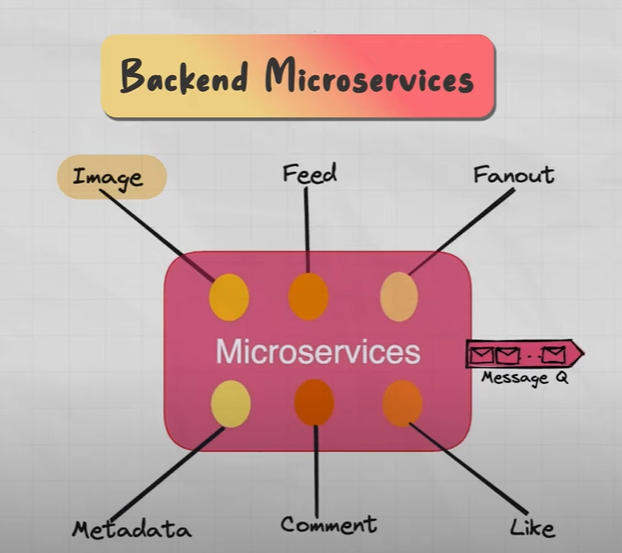 Backend Microservices
Image
Feed
Fanout
Microservices
Message Q
Metadata
Comment
Like